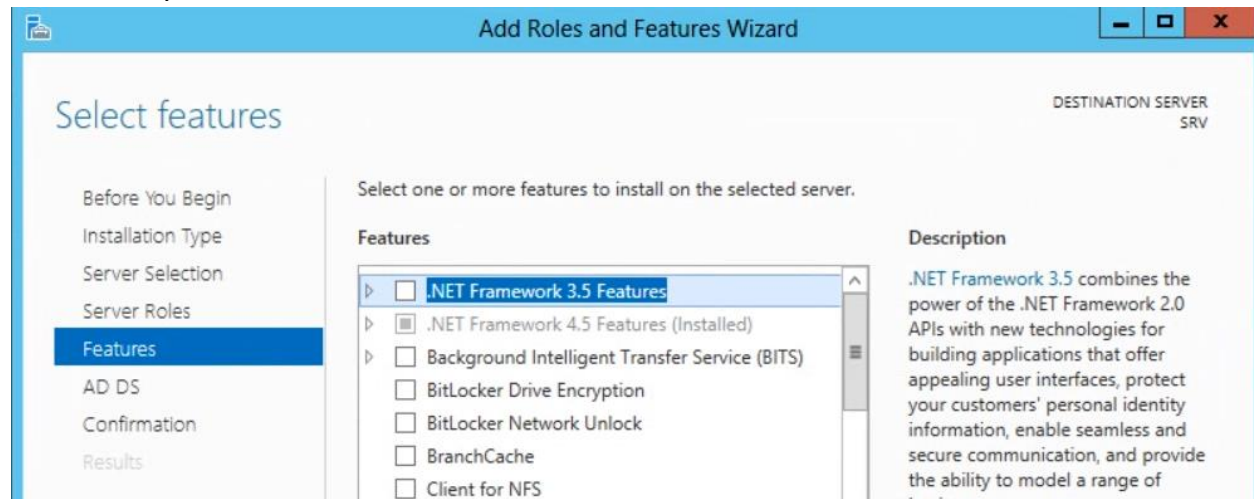 Add Roles and Features Wizard
Select features
DESTINATION SERVER
SRV
Before You Begin
Installation Type
Server Selection
Server Roles
Features
AD DS
Confirmation
Results
Select one or more features to install on the selected server.
Features
.NET Framework 3.5 Features
.NET Framework 4.5 Features (Installed)
Background Intelligent Transfer Service (BITS)
BitLocker Drive Encryption
BitLocker Network Unlock
BranchCache
Client for NFS
Description
.NET Framework 3.5 combines the
power of the .NET Framework 2.0
APIs with new technologies for
building applications that offer
appealing user interfaces, protect
your customers' personal identity
information, enable seamless and
secure communication, and provide
the ability to model a range of